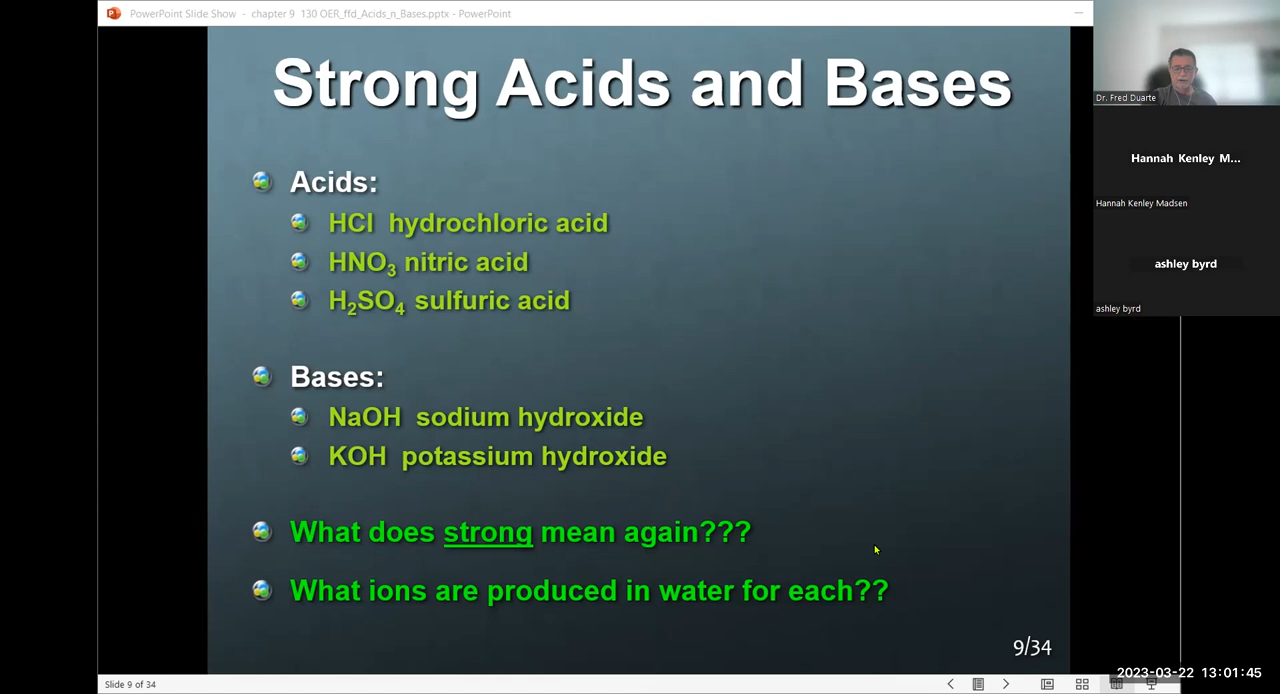 PowerPoint Slide Show - chapter 9 130 OER_ffd_Acids_n_Bases.pptx - PowerPoint
Strong Acids and Bases
Acids:
HCl hydrochloric acid
HNO₃ nitric acid
H₂SO₄ sulfuric acid
Bases:
NaOH sodium hydroxide
KOH potassium hydroxide
What does strong mean again???
What ions are produced in water for each??
9/34
Slide 9 of 34
Dr. Fred Duarte
Hannah Kenley M...
Hannah Kenley Madsen
ashley byrd
ashley byrd
2023-03-22 13:01:45